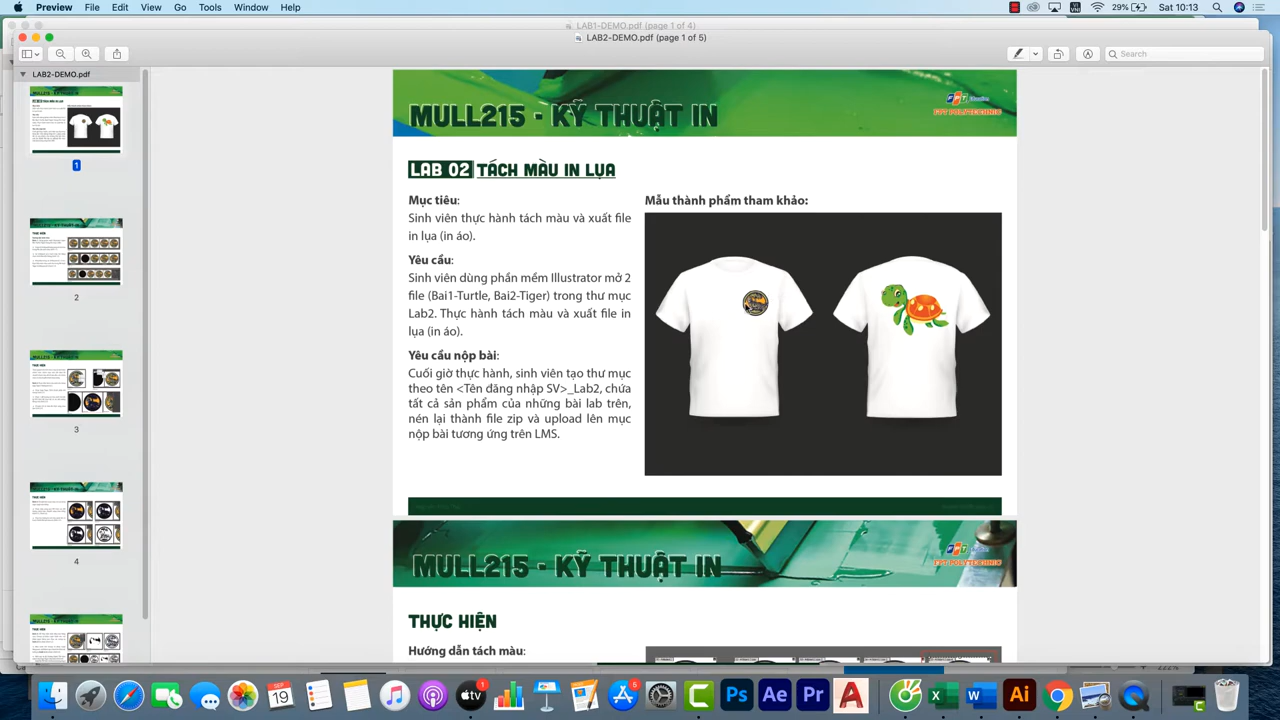 Preview File Edit View Go Tools Window Help
29% Sat 10:13
LAB1-DEMO.pdf (page 1 of 4)
LAB2-DEMO.pdf (page 1 of 5)
Search
LAB2-DEMO.pdf
1
2
3
4
MUL215 - KỸ THUẬT IN
FPT POLYTECHNIC
LAB 02 TÁCH MÀU IN LỤA
Mục tiêu:
Sinh viên thực hành tách màu và xuất file
in lụa (in áo).
Yêu cầu:
Sinh viên dùng phần mềm Illustrator mở 2
file (Bai1-Turtle, Bai2-Tiger) trong thư mục
Lab2. Thực hành tách màu và xuất file in
lụa (in áo).
Yêu cầu nộp bài:
Cuối giờ thực hành, sinh viên tạo thư mục
theo tên <Tên đăng nhập SV>_Lab2, chứa
tất cả sản phẩm của những bài lab trên,
nén lại thành file zip và upload lên mục
nộp bài tương ứng trên LMS.
Mẫu thành phẩm tham khảo:
MULL215 - KỸ THUẬT IN
FPT POLYTECHNIC
THỰC HIỆN
Hướng dẫn tách màu: